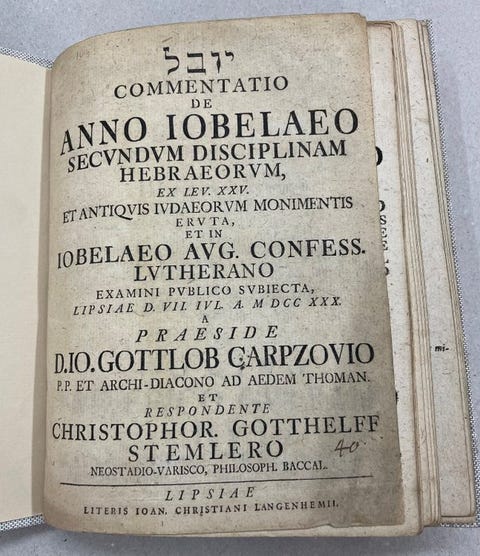 יובל
COMMENTATIO
DE
ANNO IOBELAEO
SECVNDVM DISCIPLINAM
HEBRAEORVM,
EX LEV. XXV.
ET ANTIQVIS IVDAEORVM MONIMENTIS
ERVTA,
ET IN
IOBELAEO AVG. CONFESS.
LVTHERANO
EXAMINI PVBLICO SVBIECTA,
LIPSIAE D. VII. IVL. A. M DCC XXX.
A
PRAESIDE
D. IO. GOTTLOB CARPZOVIO
P. P. ET ARCHI-DIACONO AD AEDEM THOMAN.
ET
RESPONDENTE
CHRISTOPHOR. GOTTHELFF
STEMLERO
40.
NEOSTADIO-VARISCO, PHILOSOPH. BACCAL.
LIPSIAE
LITERIS IOAN. CHRISTIANI LANGENHEMII.
mi-